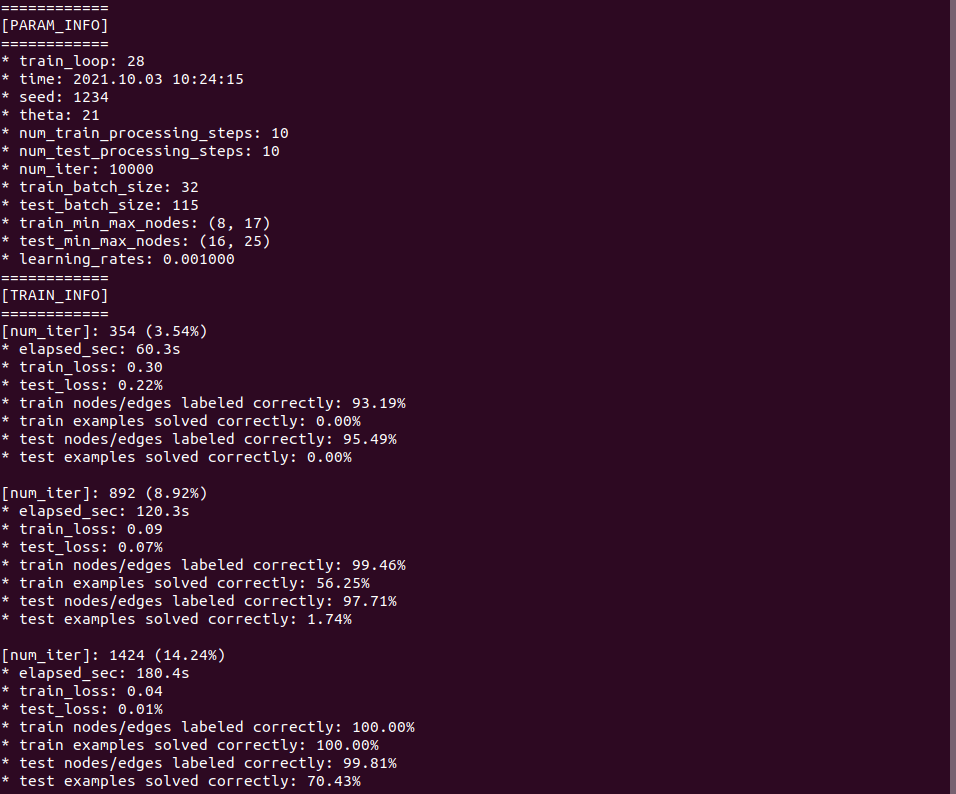 ============
[PARAM_INFO]
============
* train_loop: 28
* time: 2021.10.03 10:24:15
* seed: 1234
* theta: 21
* num_train_processing_steps: 10
* num_test_processing_steps: 10
* num_iter: 10000
* train_batch_size: 32
* test_batch_size: 115
* train_min_max_nodes: (8, 17)
* test_min_max_nodes: (16, 25)
* learning_rates: 0.001000
============
[TRAIN_INFO]
============
[num_iter]: 354 (3.54%)
* elapsed_sec: 60.3s
* train_loss: 0.30
* test_loss: 0.22%
* train nodes/edges labeled correctly: 93.19%
* train examples solved correctly: 0.00%
* test nodes/edges labeled correctly: 95.49%
* test examples solved correctly: 0.00%

[num_iter]: 892 (8.92%)
* elapsed_sec: 120.3s
* train_loss: 0.09
* test_loss: 0.07%
* train nodes/edges labeled correctly: 99.46%
* train examples solved correctly: 56.25%
* test nodes/edges labeled correctly: 97.71%
* test examples solved correctly: 1.74%

[num_iter]: 1424 (14.24%)
* elapsed_sec: 180.4s
* train_loss: 0.04
* test_loss: 0.01%
* train nodes/edges labeled correctly: 100.00%
* train examples solved correctly: 100.00%
* test nodes/edges labeled correctly: 99.81%
* test examples solved correctly: 70.43%